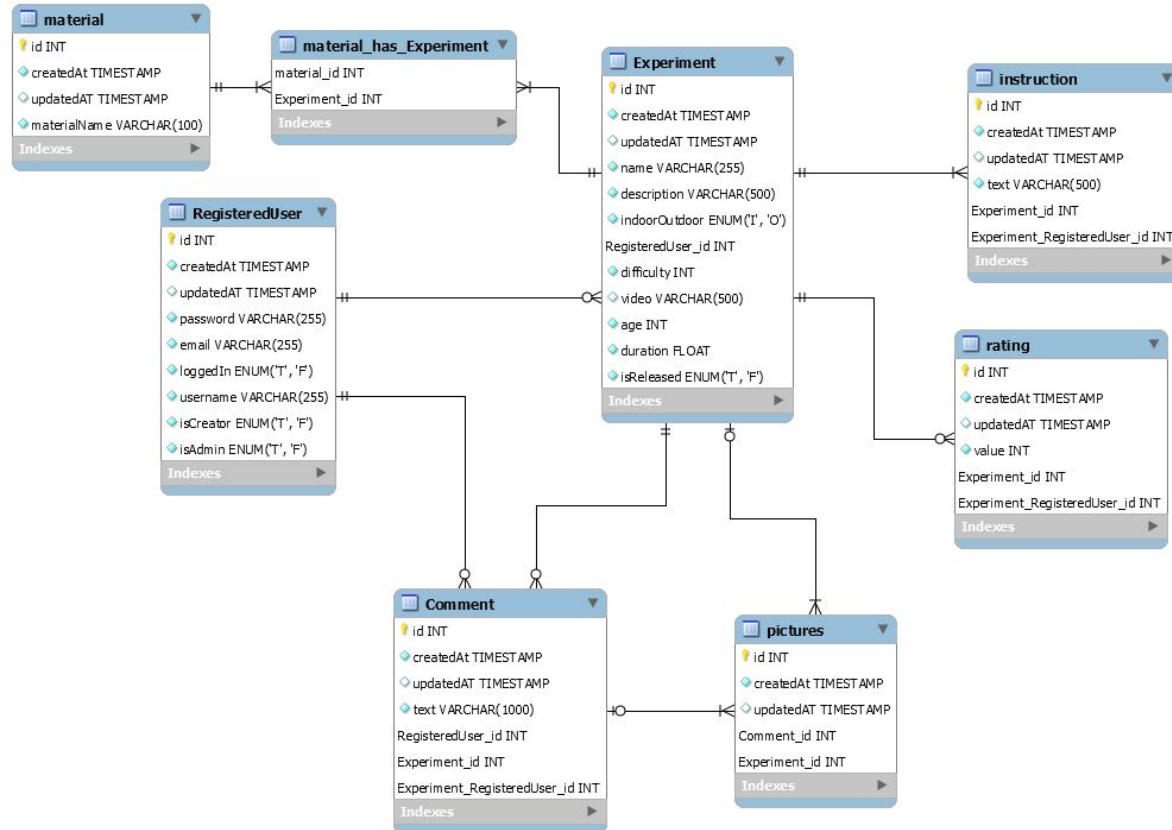 material
id INT
createdAt TIMESTAMP
updatedAT TIMESTAMP
materialName VARCHAR(100)
Indexes
material_has_Experiment
material_id INT
Experiment_id INT
Indexes
Experiment
id INT
createdAt TIMESTAMP
updatedAT TIMESTAMP
name VARCHAR(255)
description VARCHAR(500)
indoorOutdoor ENUM('I', 'O')
RegisteredUser_id INT
difficulty INT
video VARCHAR(500)
age INT
duration FLOAT
isReleased ENUM('T', 'F')
Indexes
instruction
id INT
createdAt TIMESTAMP
updatedAT TIMESTAMP
text VARCHAR(500)
Experiment_id INT
Experiment_RegisteredUser_id INT
Indexes
RegisteredUser
id INT
createdAt TIMESTAMP
updatedAT TIMESTAMP
password VARCHAR(255)
email VARCHAR(255)
loggedIn ENUM('T', 'F')
username VARCHAR(255)
isCreator ENUM('T', 'F')
isAdmin ENUM('T', 'F')
Indexes
rating
id INT
createdAt TIMESTAMP
updatedAT TIMESTAMP
value INT
Experiment_id INT
Experiment_RegisteredUser_id INT
Indexes
Comment
id INT
createdAt TIMESTAMP
updatedAT TIMESTAMP
text VARCHAR(1000)
RegisteredUser_id INT
Experiment_id INT
Experiment_RegisteredUser_id INT
Indexes
pictures
id INT
createdAt TIMESTAMP
updatedAT TIMESTAMP
Comment_id INT
Experiment_id INT
Indexes